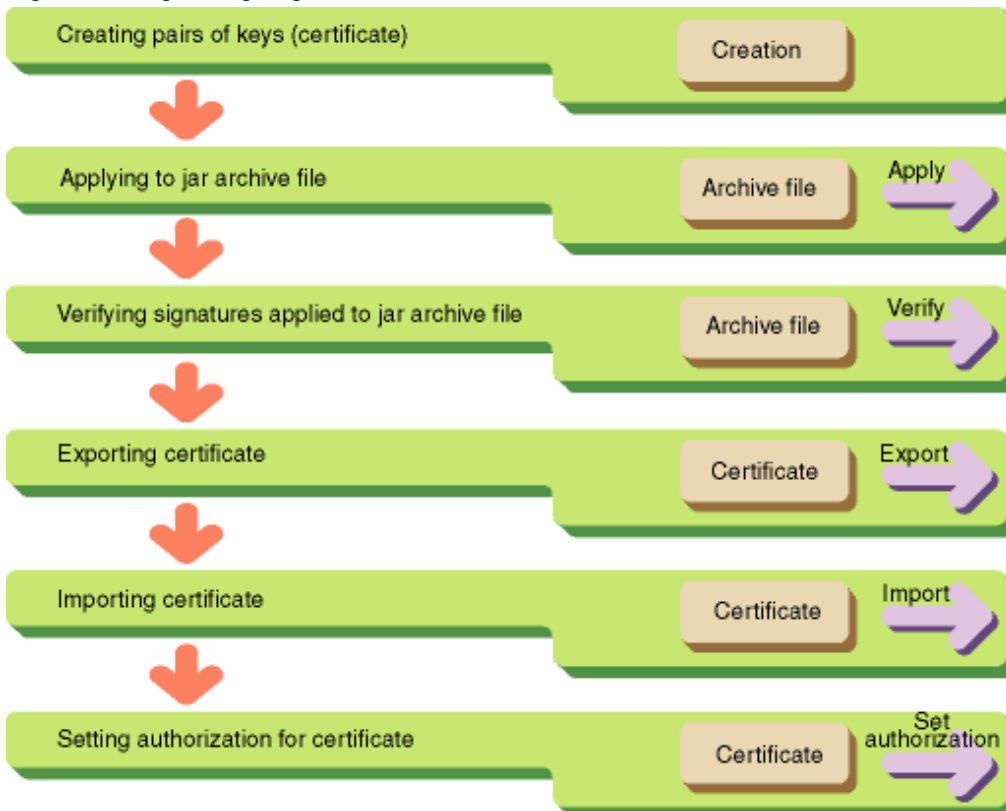 Creating pairs of keys (certificate)
Creation
Applying to jar archive file
Archive file
Apply
Verifying signatures applied to jar archive file
Archive file
Verify
Exporting certificate
Certificate
Export
Importing certificate
Certificate
Import
Setting authorization for certificate
Certificate
Set
authorization